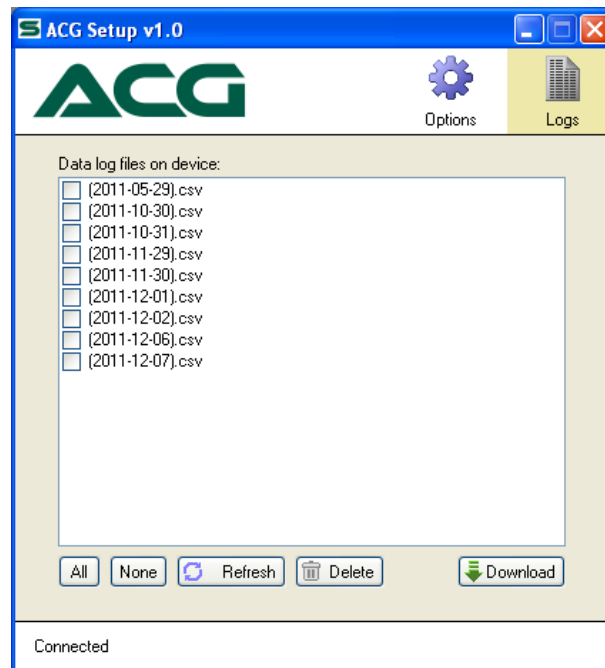 ACG Setup v1.0
ACG
Options
Logs
Data log files on device:
(2011-05-29).csv
(2011-10-30).csv
(2011-10-31).csv
(2011-11-29).csv
(2011-11-30).csv
(2011-12-01).csv
(2011-12-02).csv
(2011-12-06).csv
(2011-12-07).csv
All None Refresh Delete Download
Connected